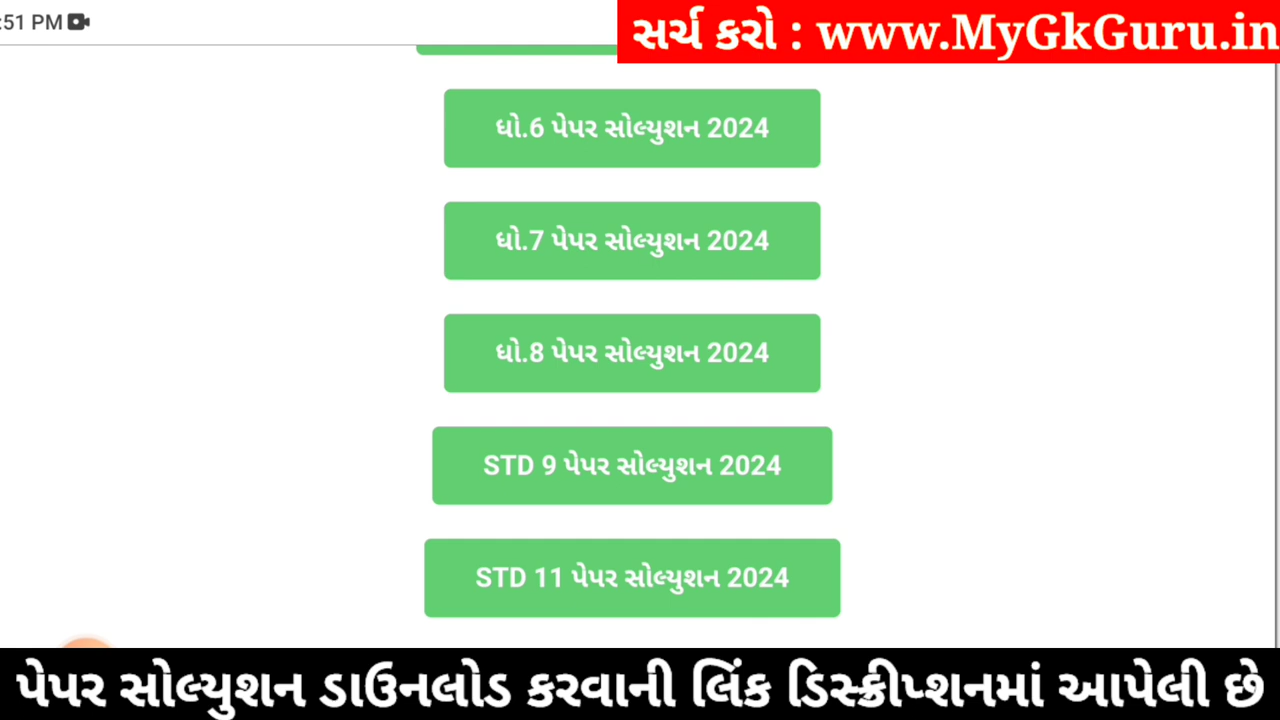 :51 PM
સર્ચ કરો : www.MyGkGuru.in
ધો.6 પેપર સોલ્યુશન 2024
ધો.7 પેપર સોલ્યુશન 2024
ધો.8 પેપર સોલ્યુશન 2024
STD 9 પેપર સોલ્યુશન 2024
STD 11 પેપર સોલ્યુશન 2024
પેપર સોલ્યુશન ડાઉનલોડ કરવાની લિંક ડિસ્ક્રીપ્શનમાં આપેલી છે